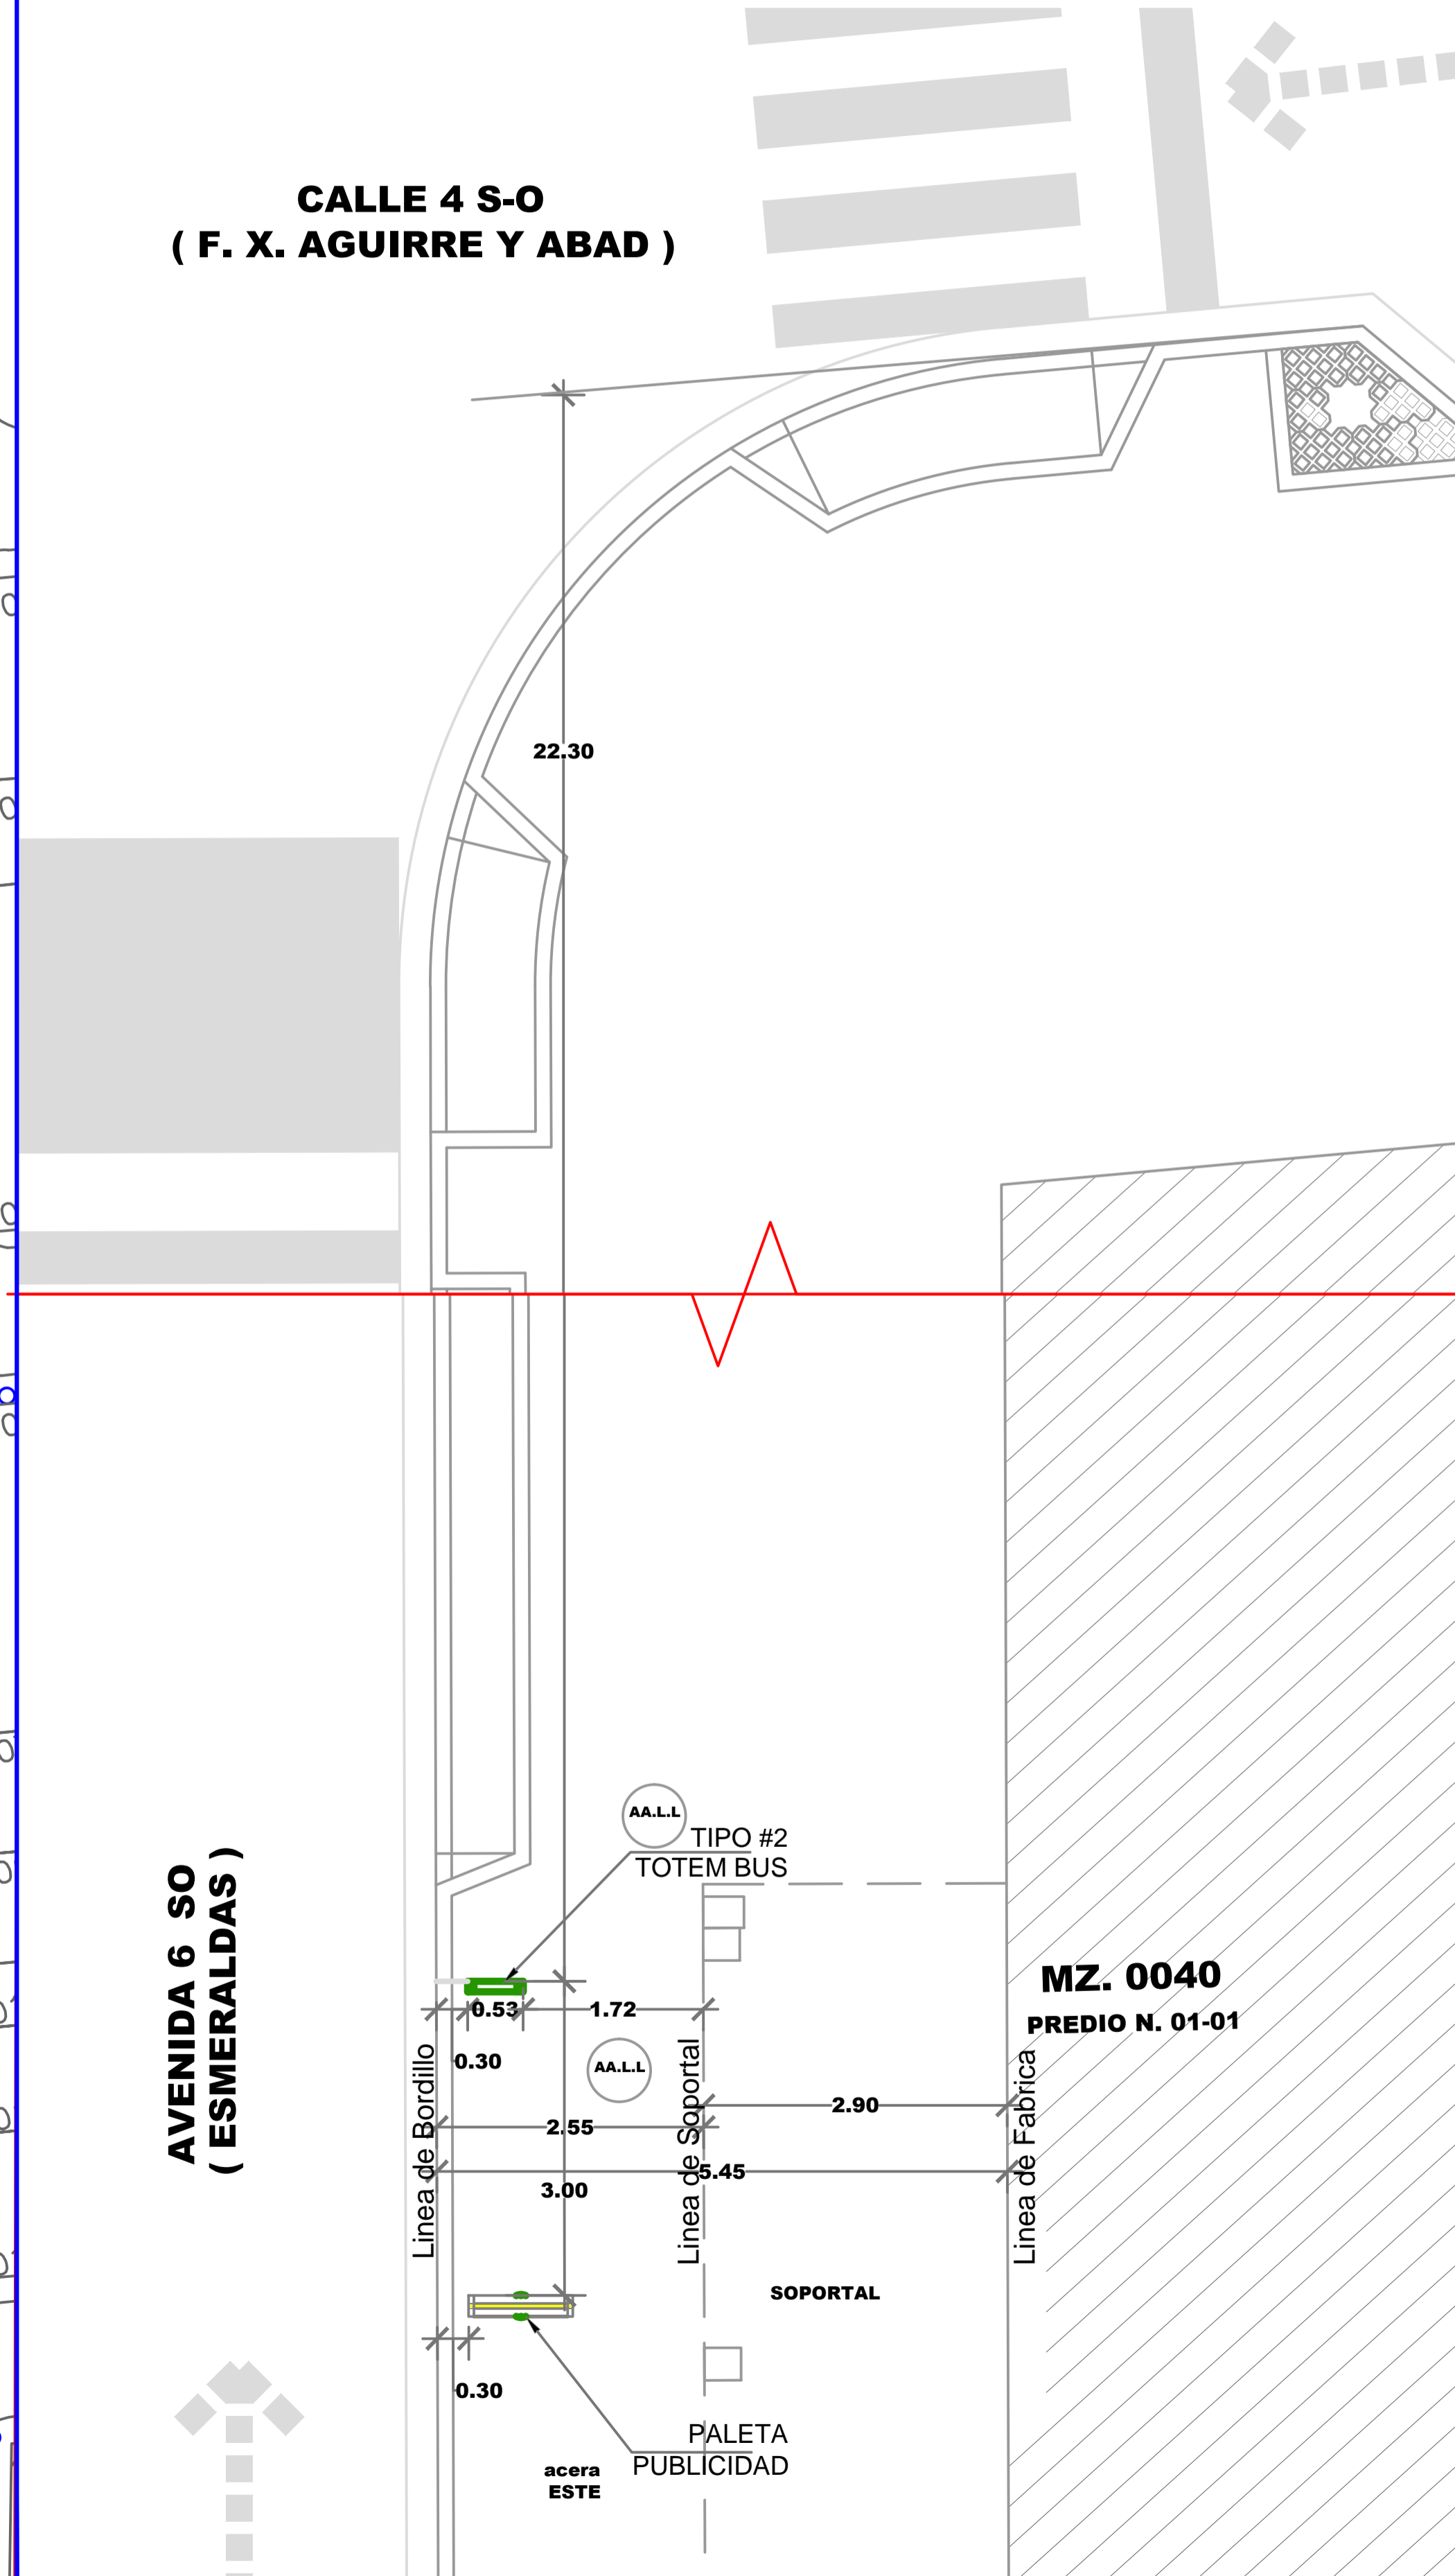 CALLE 4 S-O
( F. X. AGUIRRE Y ABAD )
22.30
AA.L.L
TIPO #2
TOTEM BUS
AVENIDA 6 SO
( ESMERALDAS )
MZ. 0040
PREDIO N. 01-01
0.53
1.72
0.30
AA.L.L
Linea de Bordillo
Linea de Soportal
Linea de Fabrica
2.90
2.55
5.45
3.00
SOPORTAL
0.30
PALETA
PUBLICIDAD
acera
ESTE